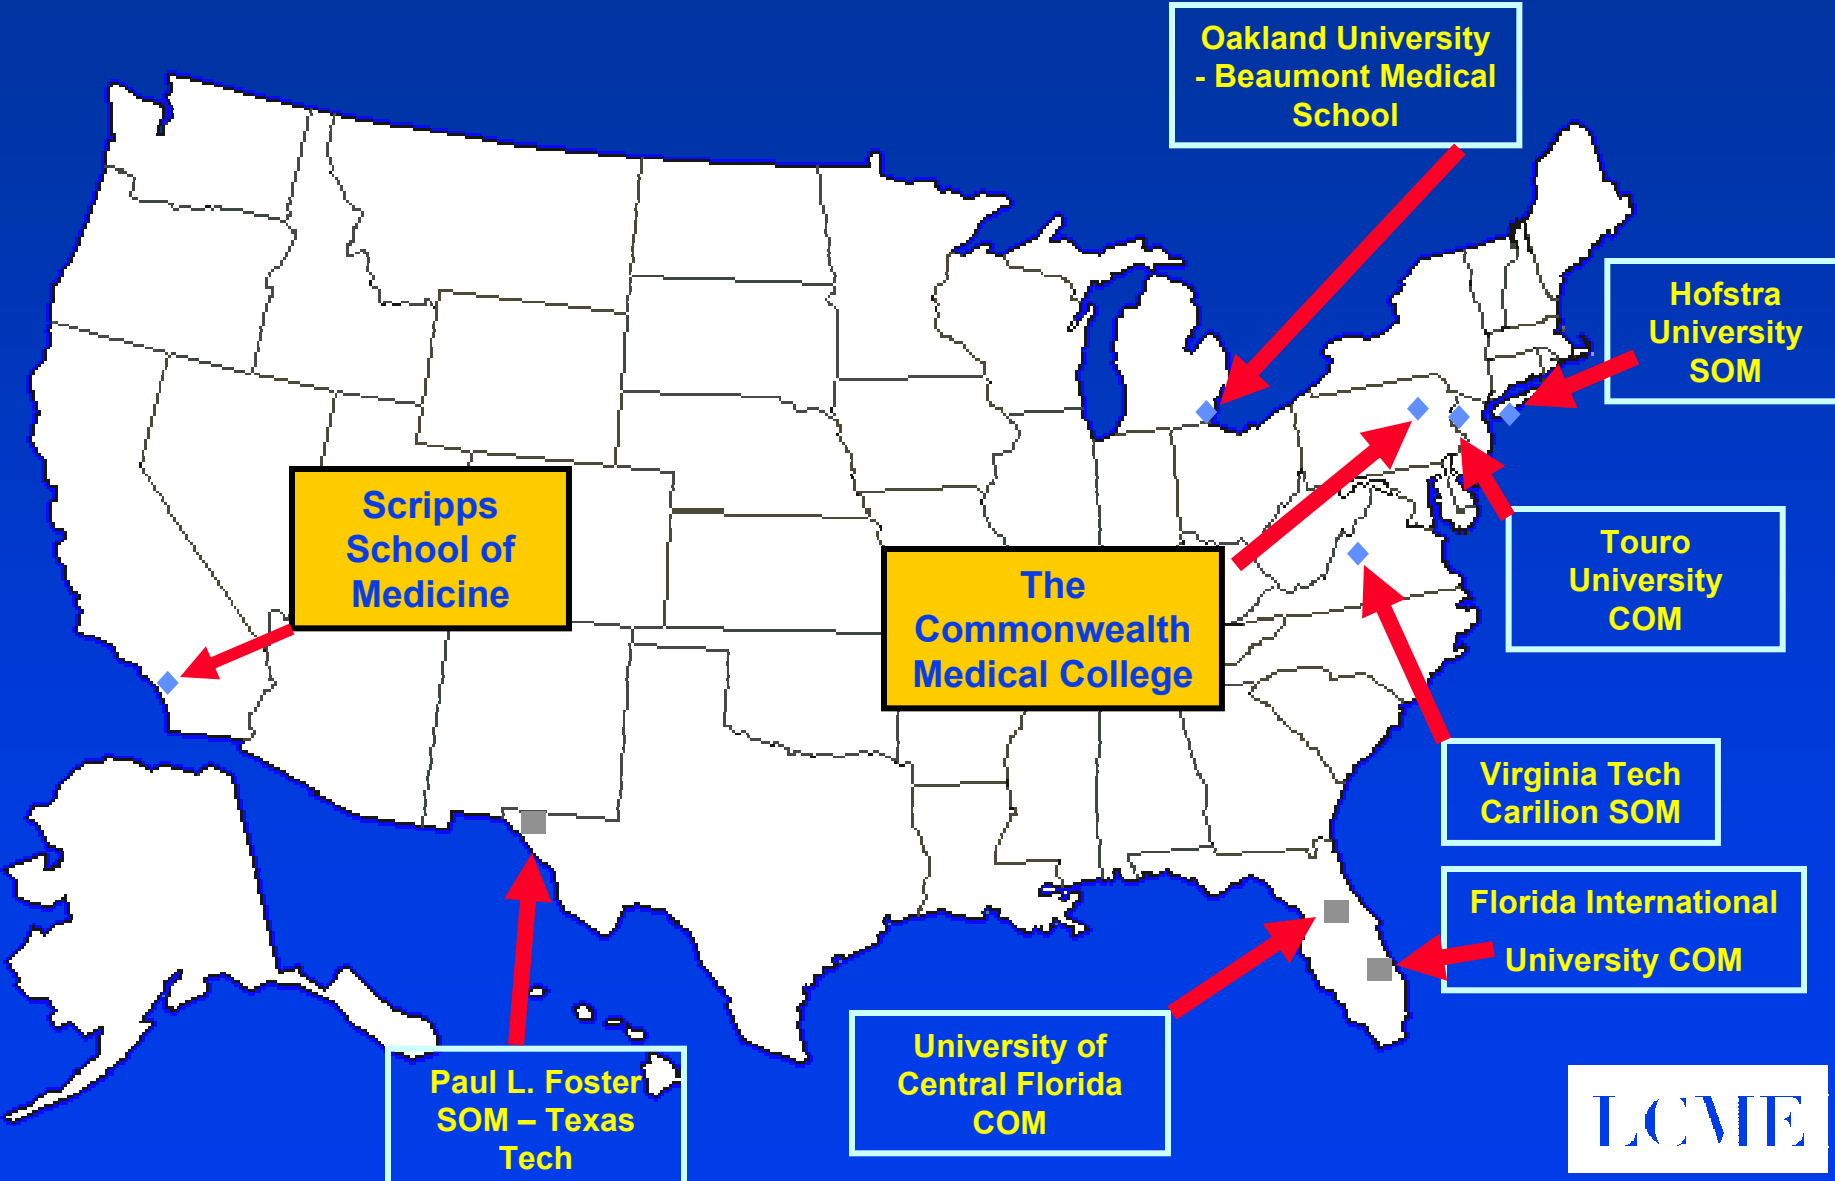 Oakland University
- Beaumont Medical
School
Hofstra
University
SOM
Scripps
School of
Medicine
The
Commonwealth
Medical College
Touro
University
COM
Virginia Tech
Carilion SOM
Florida International
University COM
University of
Central Florida
COM
Paul L. Foster
SOM – Texas
Tech
LCME